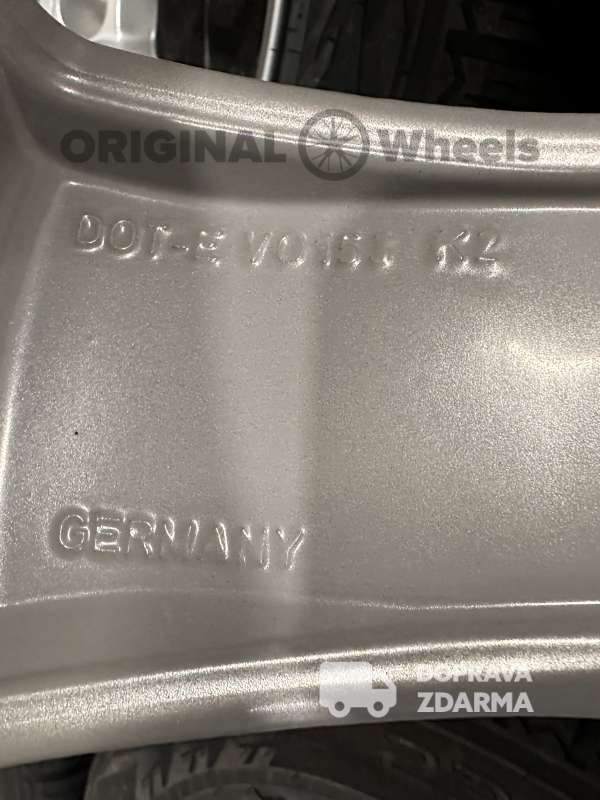 ORIGINAL Wheels
DOT-E K2
GERMANY
DOPRAVA
ZDARMA